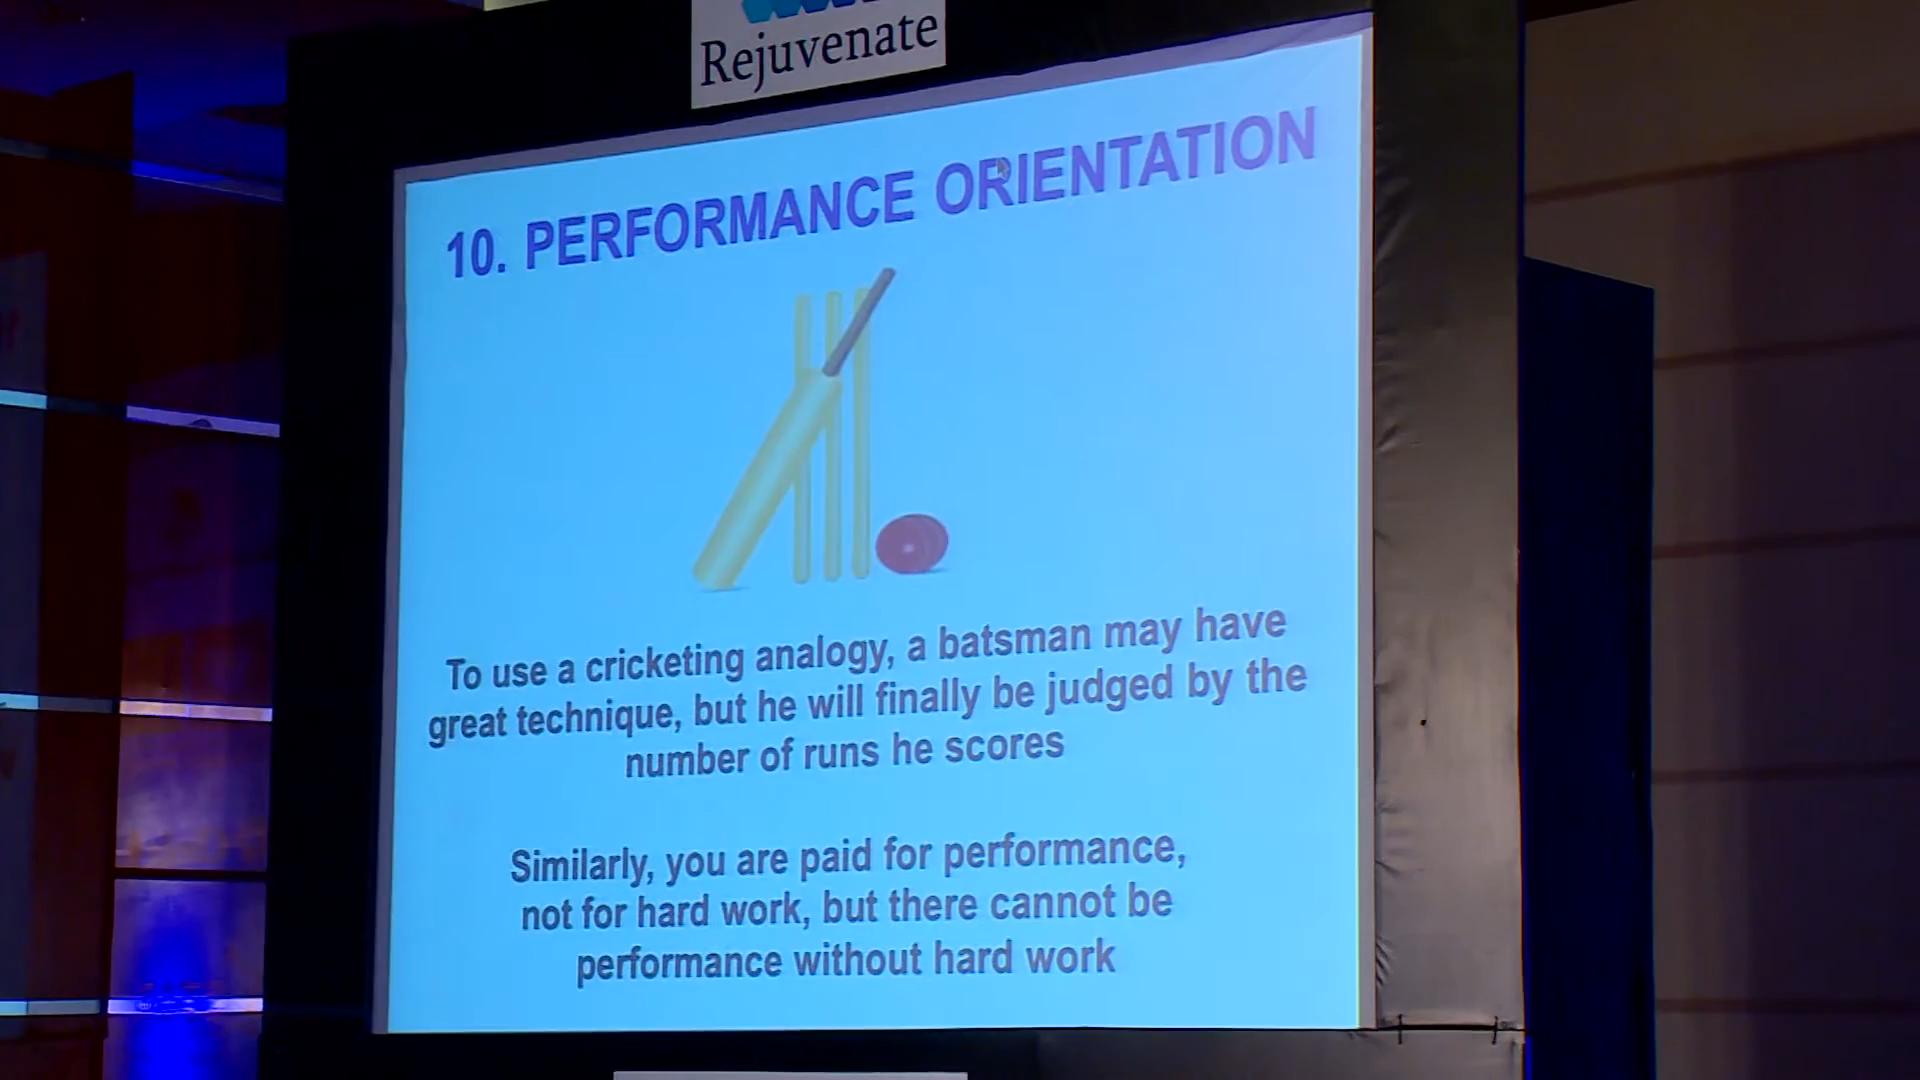 Rejuvenate
10. PERFORMANCE ORIENTATION
To use a cricketing analogy, a batsman may have
great technique, but he will finally be judged by the
number of runs he scores
Similarly, you are paid for performance,
not for hard work, but there cannot be
performance without hard work